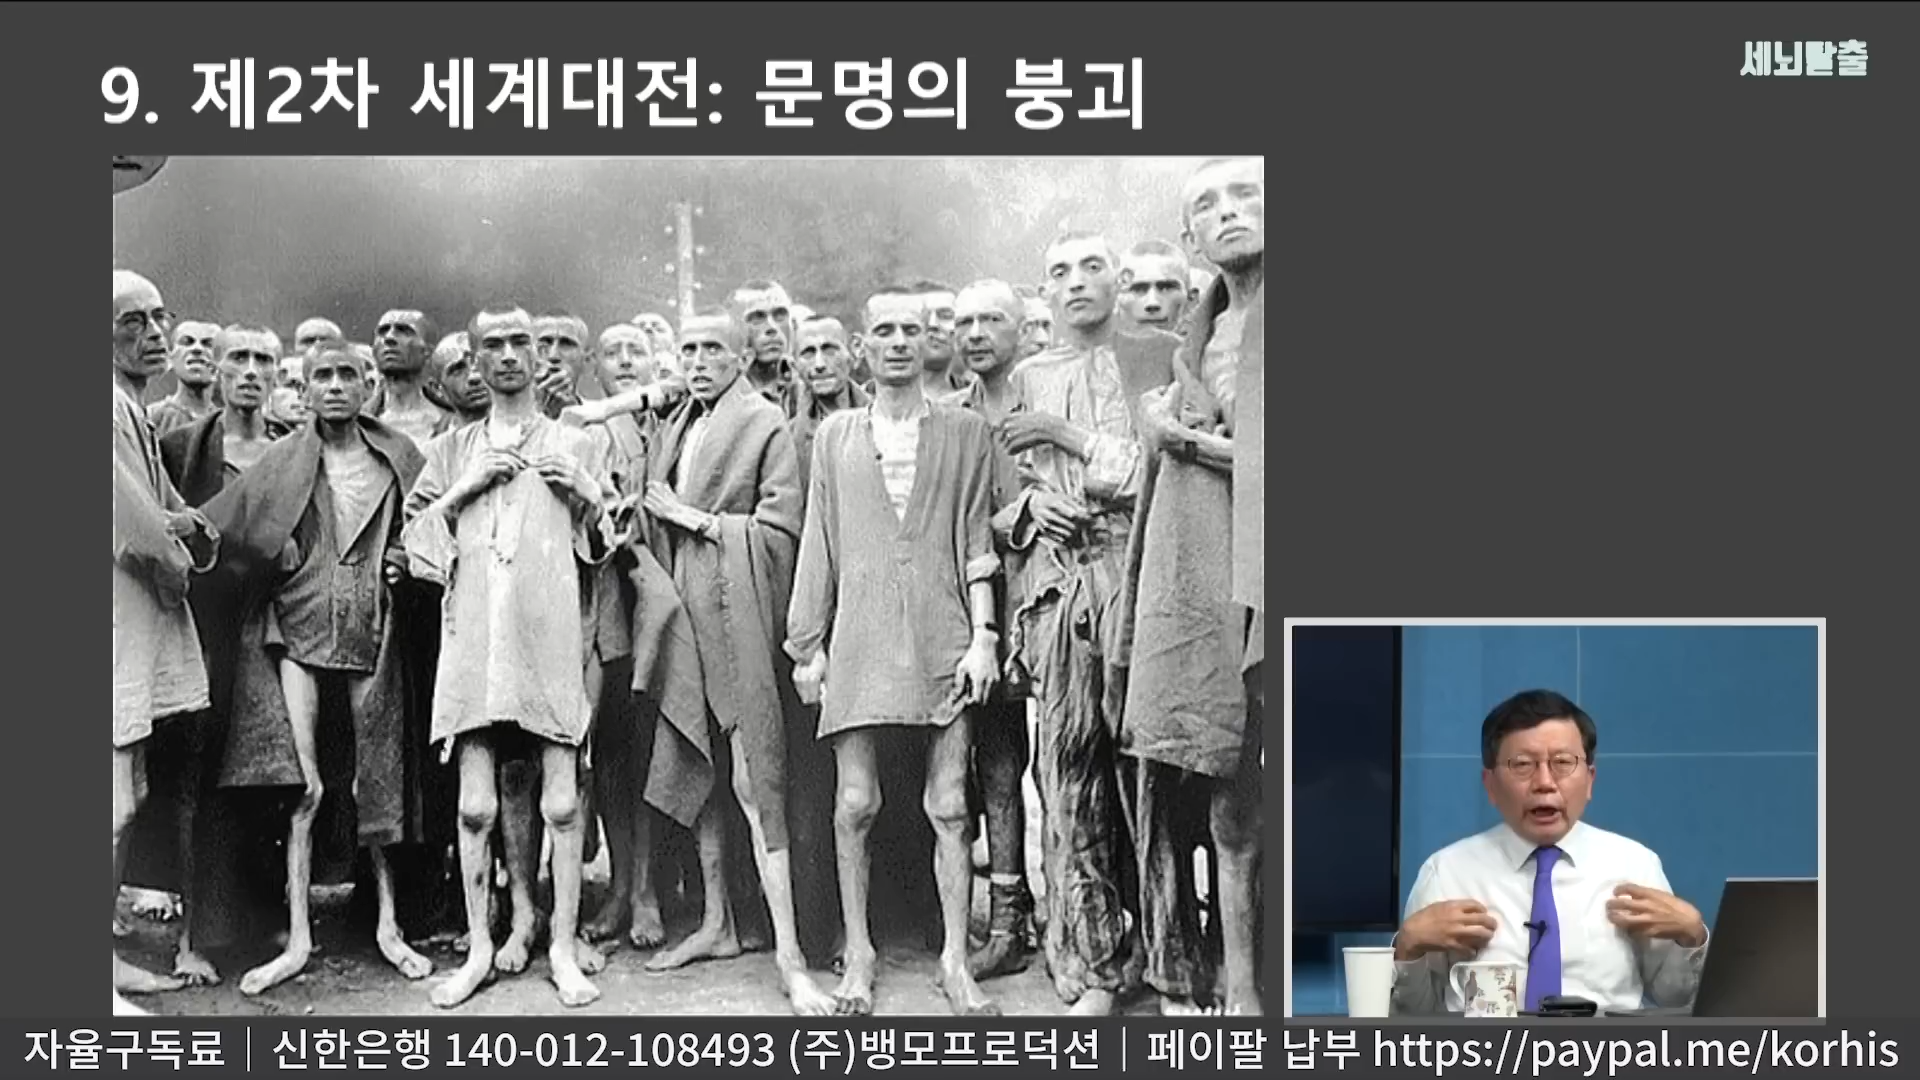 9. 제2차 세계대전: 문명의 붕괴
세뇌탈출
자율구독료｜신한은행 140-012-108493 (주)뱅모프로덕션｜페이팔 납부 https://paypal.me/korhis